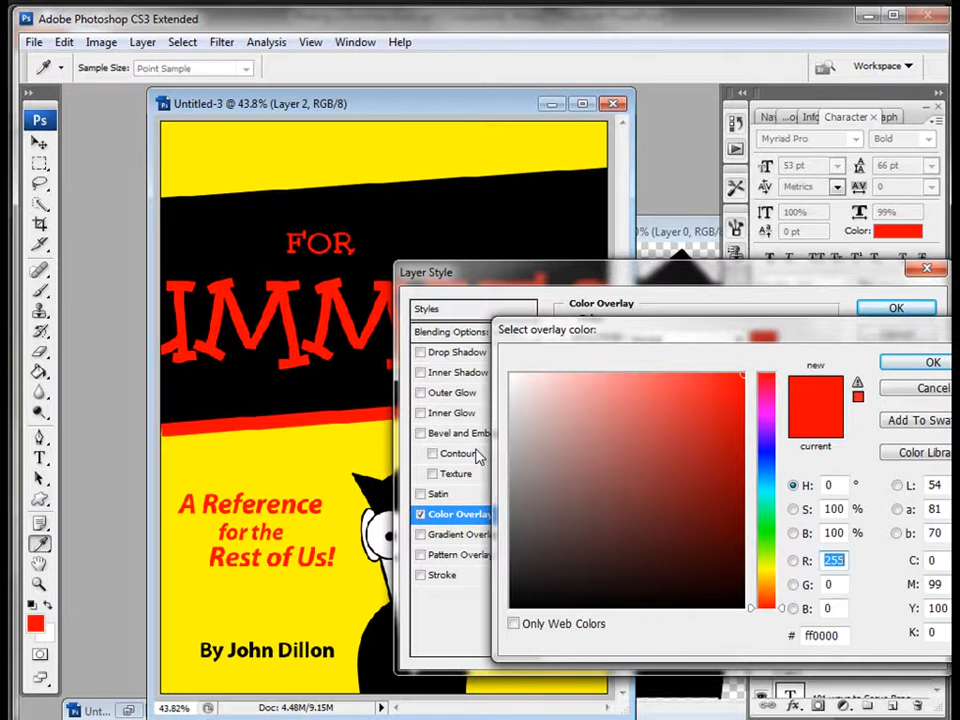 Adobe Photoshop CS3 Extended
File Edit Image Layer Select Filter Analysis View Window Help
Sample Size: Point Sample Workspace
Untitled-3 @ 43.8% (Layer 2, RGB/8)
Ps
Info Character
Myriad Pro Bold
53 pt 66 pt
Metrics 0
100% 99%
0 pt Color:
(Layer 0, RGB/8
FOR
IMM
A Reference
for the
Rest of Us!
By John Dillon
43.82% Doc: 4.48M/9.15M
Unt...
Layer Style
Styles
Blending Options:
Drop Shadow
Inner Shadow
Outer Glow
Inner Glow
Bevel and Emb
Contour
Texture
Satin
Color Overlay
Gradient Overl
Pattern Overlay
Stroke
Color Overlay
OK
Select overlay color:
new
current
OK
Cancel
Add To Swa
Color Libra
H: 0 ° L: 54
S: 100 % a: 81
B: 100 % b: 70
R: 255 C: 0
G: 0 M: 99
B: 0 Y: 100
# ff0000 K: 0
Only Web Colors